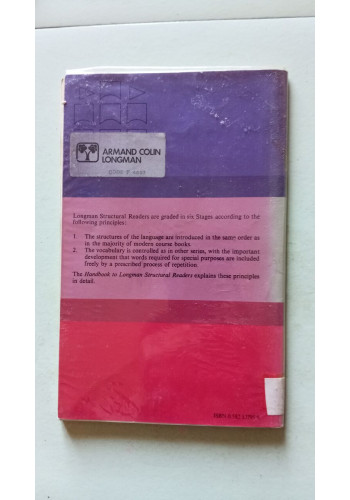 ARMAND COLIN
LONGMAN
Longman Structural Readers are graded in six Stages according to the
following principles:
1. The structures of the language are introduced in the same order as
in the majority of modern course books.
2. The vocabulary is controlled as in other series, with the important
development that words required for special purposes are included
freely by a prescribed process of repetition.
The Handbook to Longman Structural Readers explains these principles
in detail.
ISBN 0 582